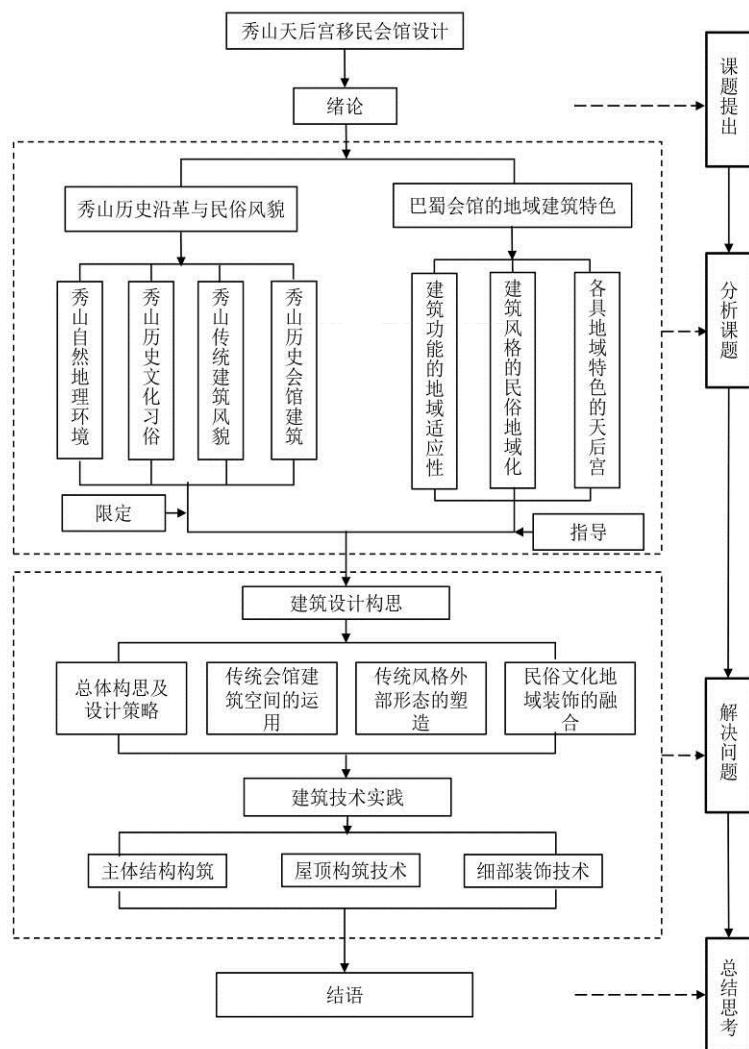 秀山天后宫移民会馆设计
绪论
课题提出
秀山历史沿革与民俗风貌
巴蜀会馆的地域建筑特色
秀山自然地理环境
秀山历史文化习俗
秀山传统建筑风貌
秀山历史会馆建筑
建筑功能的地域适应性
建筑风格的民俗地域化
各具地域特色的天后宫
分析课题
限定
指导
建筑设计构思
总体构思及
设计策略
传统会馆建
筑空间的运
用
传统风格外
部形态的塑
造
民俗文化地
域装饰的融
合
解决问题
建筑技术实践
主体结构构筑
屋顶构筑技术
细部装饰技术
结语
总结思考